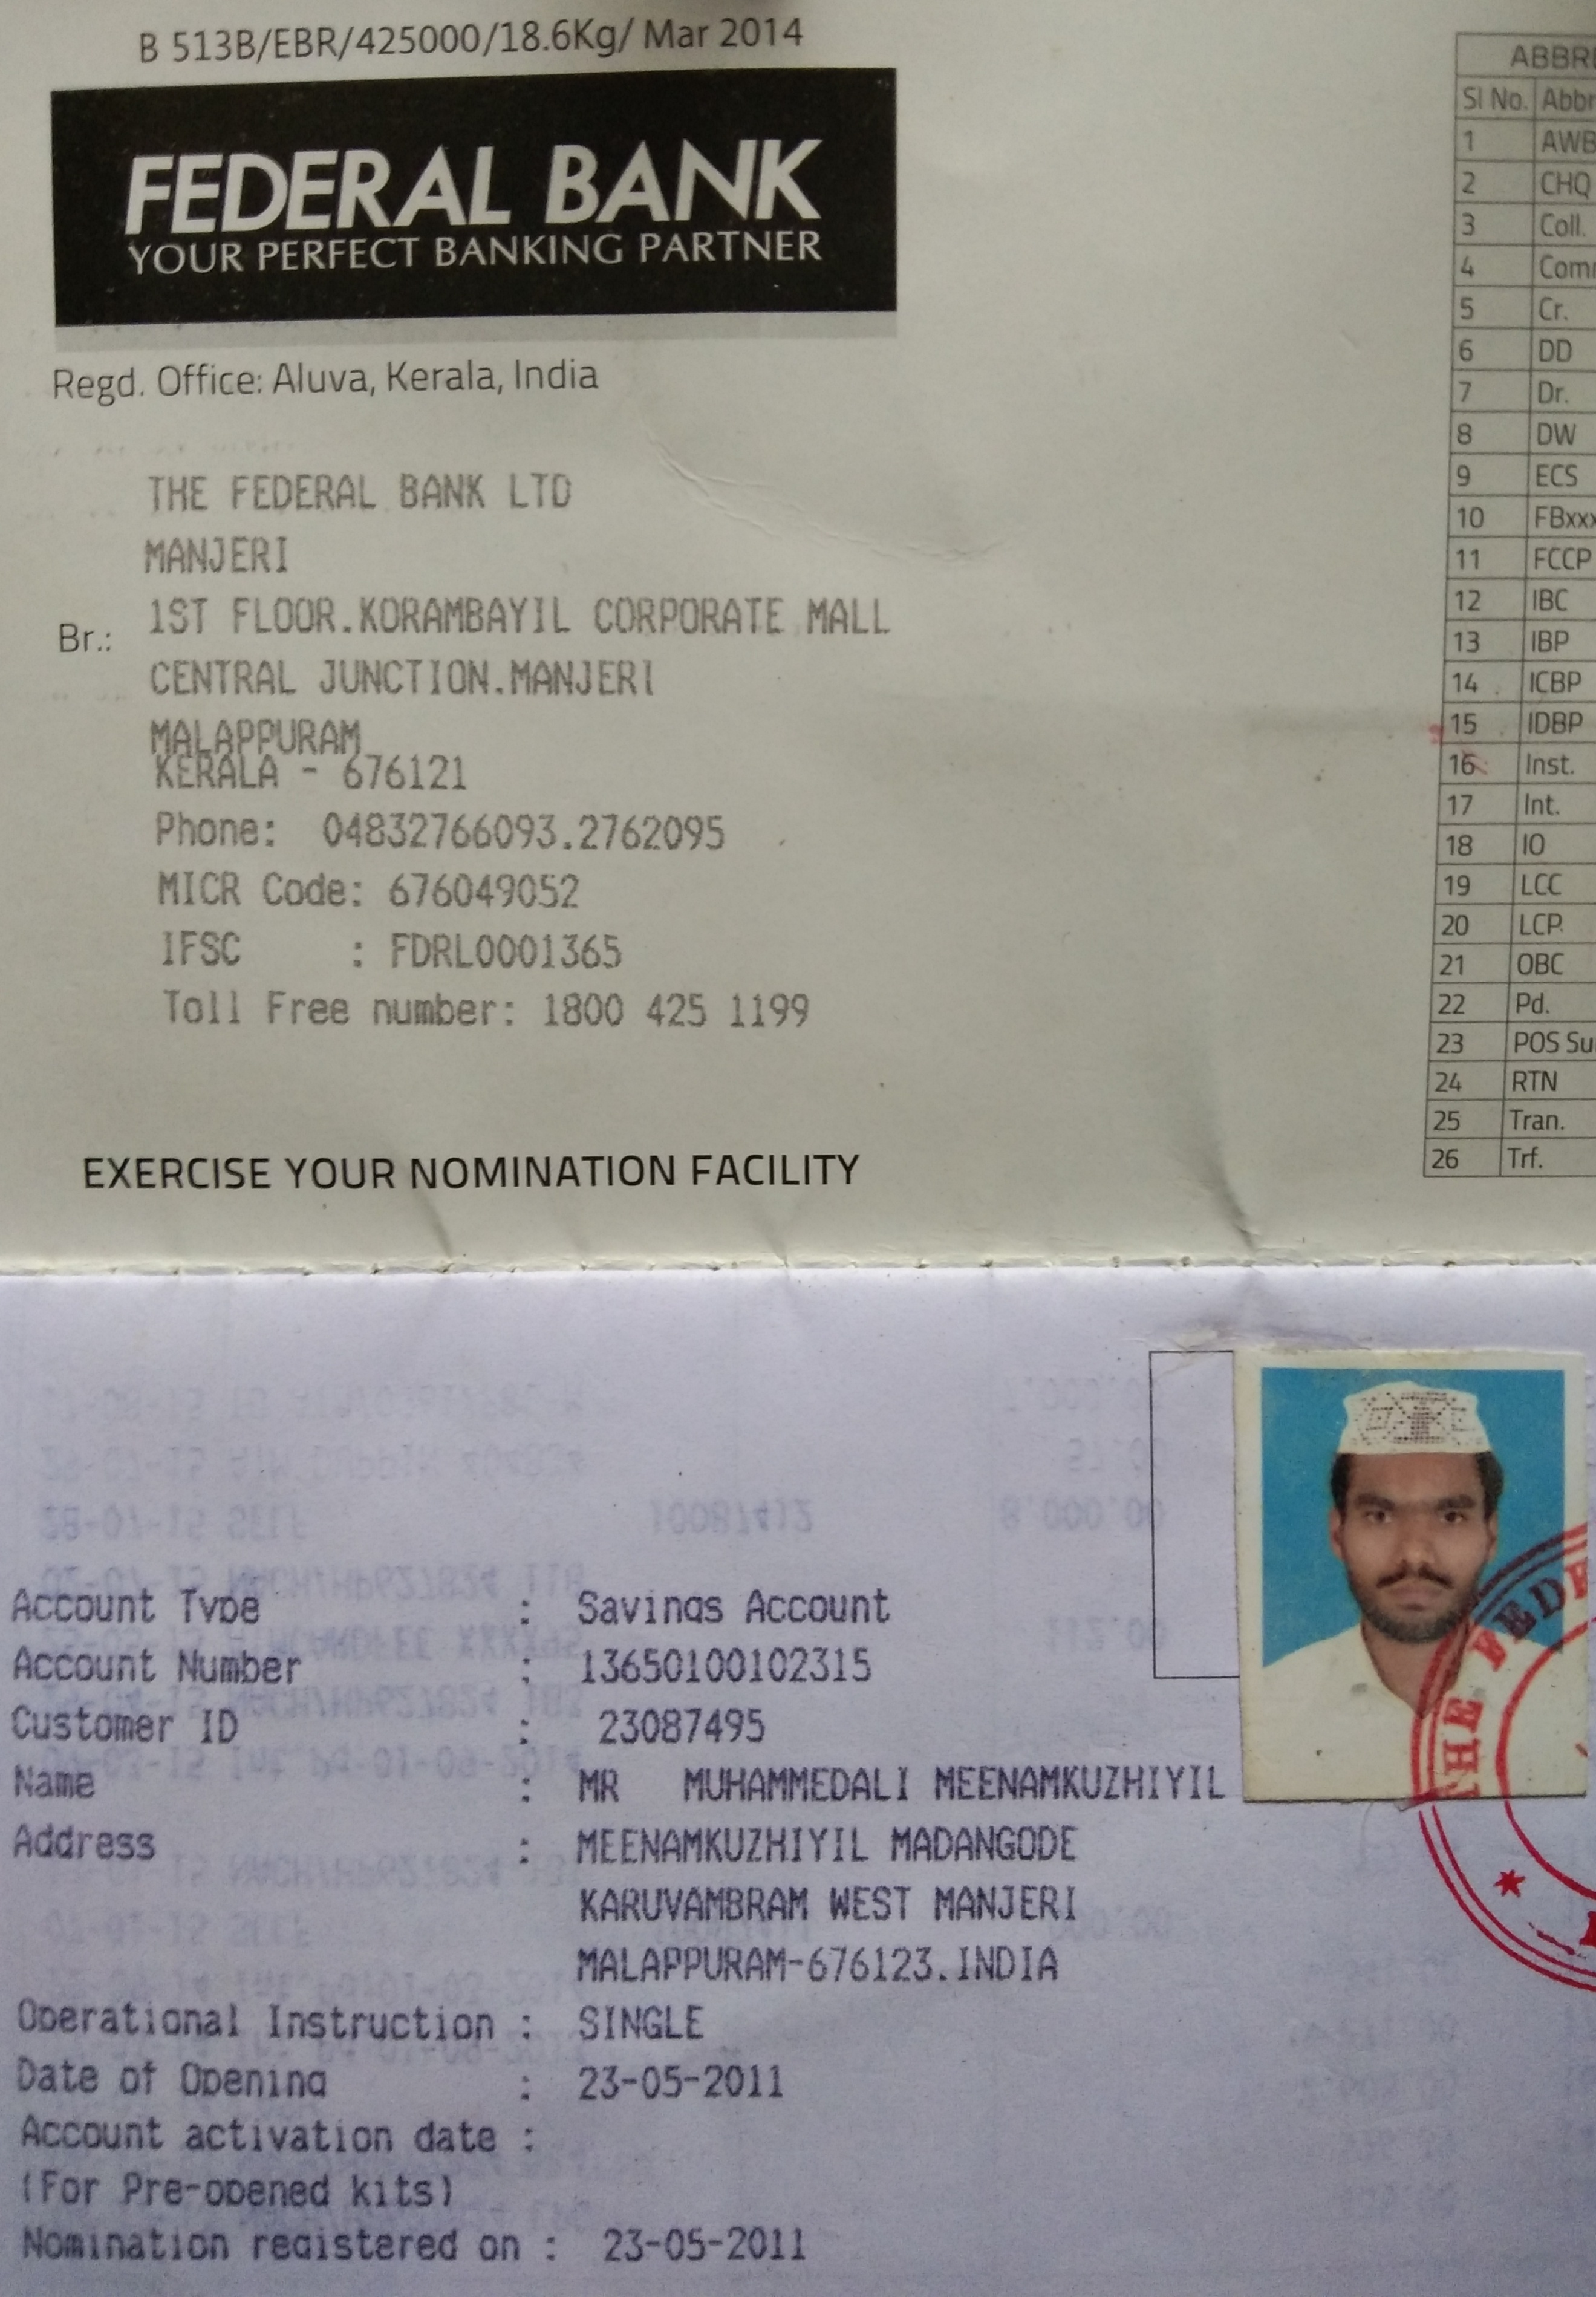 B 513B/EBR/425000/18.6Kg/ Mar 2014
FEDERAL BANK
YOUR PERFECT BANKING PARTNER
Regd. Office: Aluva, Kerala, India
THE FEDERAL BANK LTD
MANJERI
Br.: 1ST FLOOR.KORAMBAYIL CORPORATE MALL
CENTRAL JUNCTION.MANJERI
MALAPPURAM
KERALA - 676121
Phone: 04832766093.2762095
MICR Code: 676049052
IFSC : FDRL0001365
Toll Free number: 1800 425 1199
EXERCISE YOUR NOMINATION FACILITY
ABBRE
Sl No. Abbr
1 AWB
2 CHQ
3 Coll.
4 Com
5 Cr.
6 DD
7 Dr.
8 DW
9 ECS
10 FBxxx
11 FCCP
12 IBC
13 IBP
14 ICBP
15 IDBP
16 Inst.
17 Int.
18 IO
19 LCC
20 LCP
21 OBC
22 Pd.
23 POS Su
24 RTN
25 Tran.
26 Trf.
Account Type : Savings Account
Account Number : 13650100102315
Customer ID : 23087495
Name : MR MUHAMMEDALI MEENAMKUZHIYIL
Address : MEENAMKUZHIYIL MADANGODE
KARUVAMBRAM WEST MANJERI
MALAPPURAM-676123.INDIA
Operational Instruction : SINGLE
Date of Opening : 23-05-2011
Account activation date :
(For Pre-opened kits)
Nomination registered on : 23-05-2011
THE FEDE